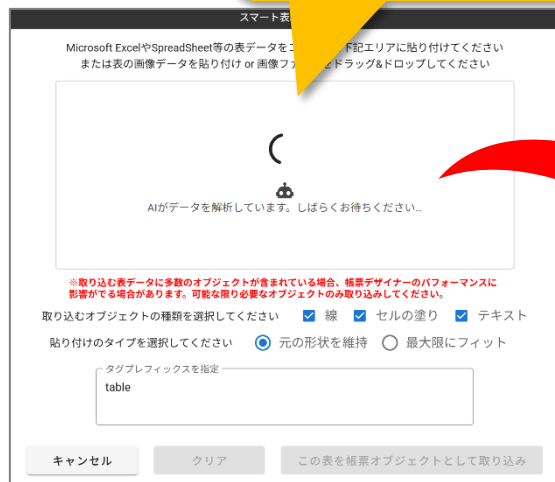 スマート表
Microsoft ExcelやSpreadSheet等の表データをコ 下記エリアに貼り付けてください
または表の画像データを貼り付け or 画像フ をドラッグ&ドロップしてください
AIがデータを解析しています。しばらくお待ちください...
※取り込む表データに多数のオブジェクトが含まれている場合、帳票デザイナーのパフォーマンスに
影響がでる場合があります。可能な限り必要なオブジェクトのみ取り込みしてください。
取り込むオブジェクトの種類を選択してください 線 セルの塗り テキスト
貼り付けのタイプを選択してください 元の形状を維持 最大限にフィット
タグプレフィックスを指定
table
キャンセル クリア この表を帳票オブジェクトとして取り込み